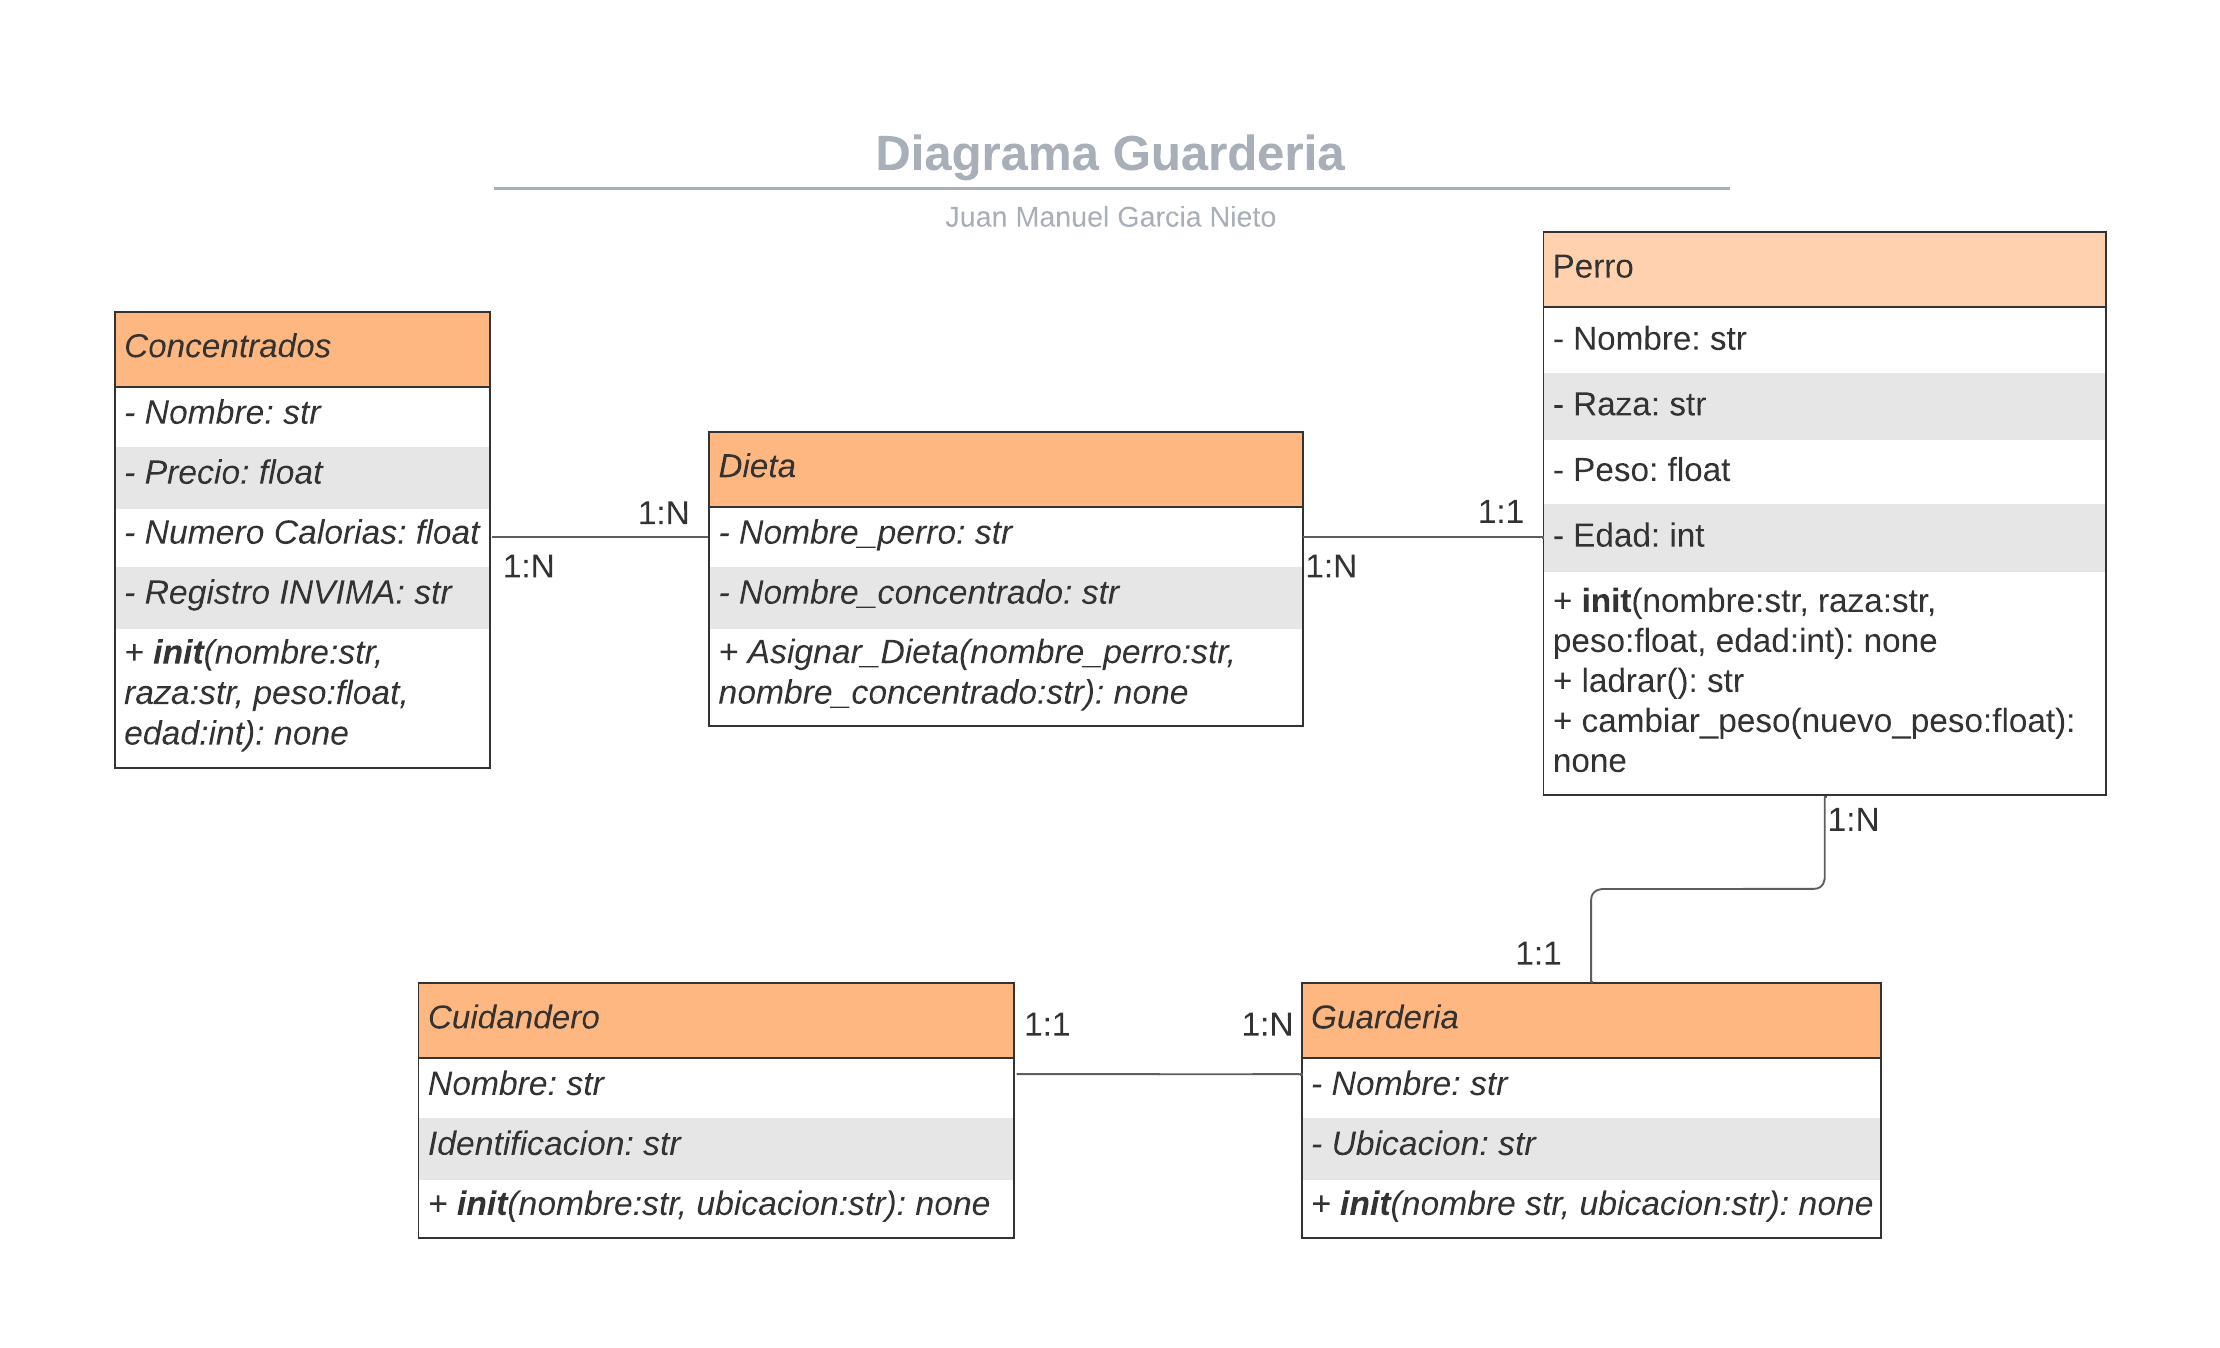 Diagrama Guarderia
Juan Manuel Garcia Nieto
Concentrados
- Nombre: str
- Precio: float
- Numero Calorias: float
- Registro INVIMA: str
+ init(nombre:str,
raza:str, peso:float,
edad:int): none
1:N
1:N
Dieta
- Nombre_perro: str
- Nombre_concentrado: str
+ Asignar_Dieta(nombre_perro:str,
nombre_concentrado:str): none
1:N
1:1
Perro
- Nombre: str
- Raza: str
- Peso: float
- Edad: int
+ init(nombre:str, raza:str,
peso:float, edad:int): none
+ ladrar(): str
+ cambiar_peso(nuevo_peso:float):
none
1:N
1:1
Cuidandero
Nombre: str
Identificacion: str
+ init(nombre:str, ubicacion:str): none
1:1
1:N
Guarderia
- Nombre: str
- Ubicacion: str
+ init(nombre str, ubicacion:str): none